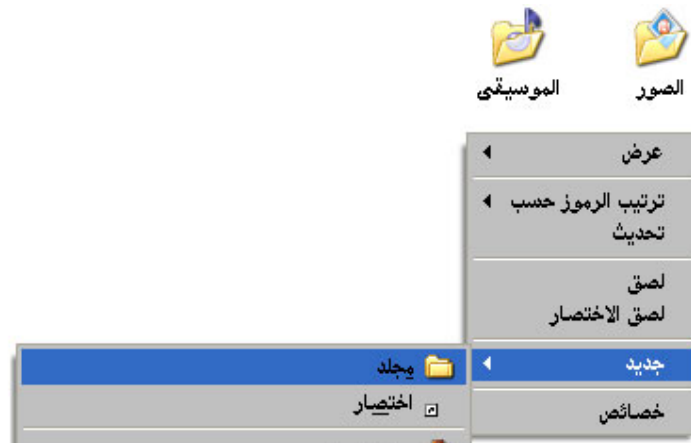 الصور
الموسيقى
عرض
ترتيب الرموز حسب
تحديث
لصق
لصق الاختصار
جديد
خصائص
مجلد
اختصار